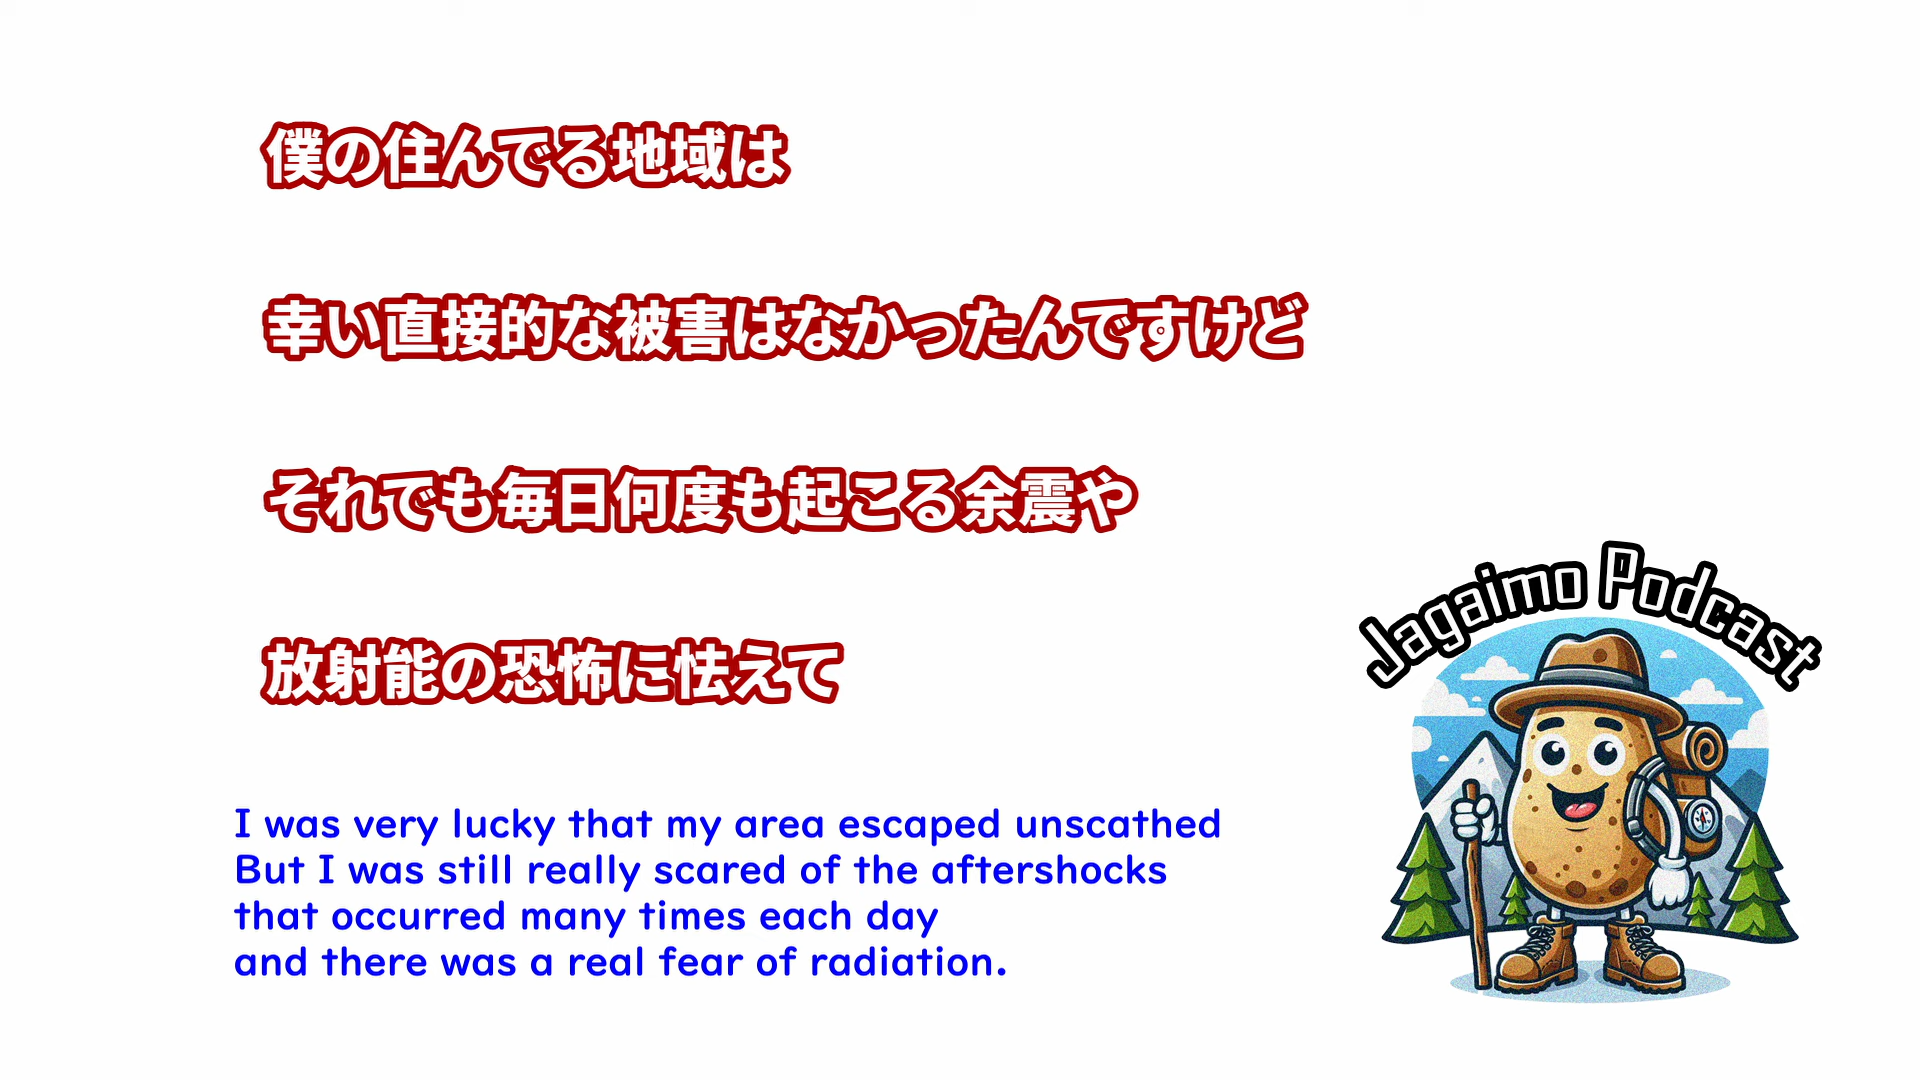 僕の住んでる地域は
幸い直接的な被害はなかったんですけど
それでも毎日何度も起こる余震や
放射能の恐怖に怯えて
Jagaimo Podcast
I was very lucky that my area escaped unscathed
But I was still really scared of the aftershocks
that occurred many times each day
and there was a real fear of radiation.